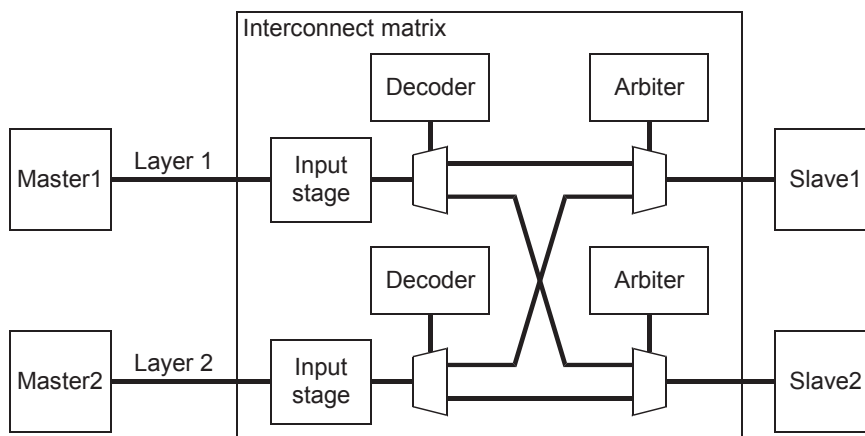 Interconnect matrix
Decoder
Arbiter
Master1
Layer 1
Input
stage
Slave1
Decoder
Arbiter
Master2
Layer 2
Input
stage
Slave2